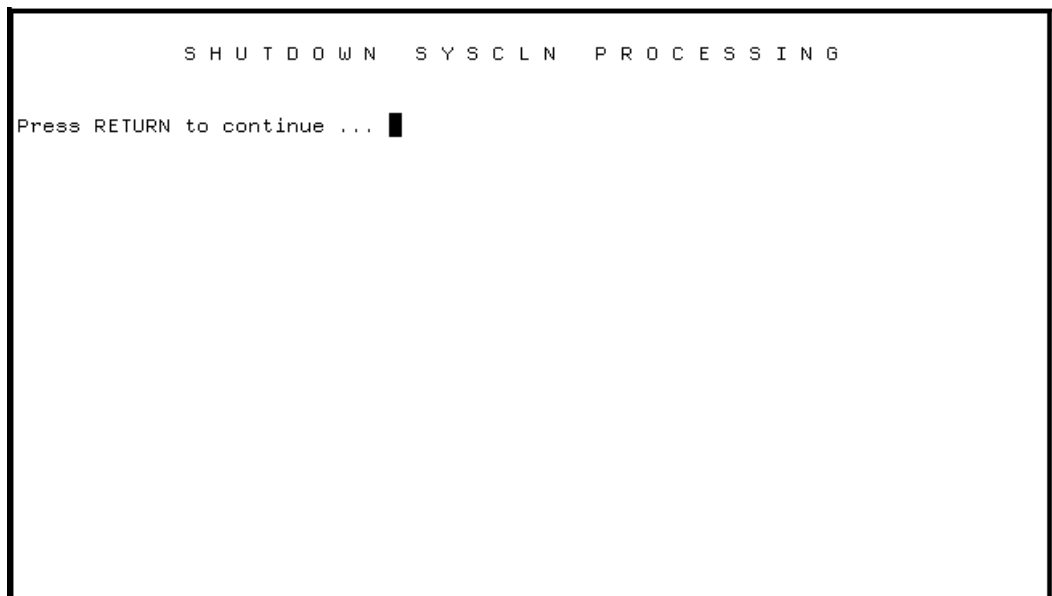 S H U T D O W N   S Y S C L N   P R O C E S S I N G
Press RETURN to continue ...